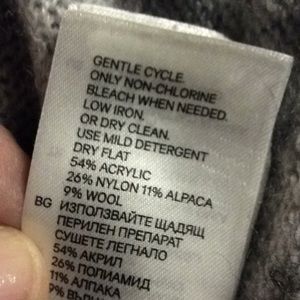 GENTLE CYCLE.
ONLY NON-CHLORINE
BLEACH WHEN NEEDED.
LOW IRON.
OR DRY CLEAN.
USE MILD DETERGENT
DRY FLAT
54% ACRYLIC
26% NYLON 11% ALPACA
9% WOOL
BG ИЗПОЛЗВАЙТЕ ЩАДЯЩ
ПЕРИЛЕН ПРЕПАРАТ
СУШЕТЕ ЛЕГНАЛО
54% АКРИЛ
26% ПОЛИАМИД
11% АЛПАКА
9%